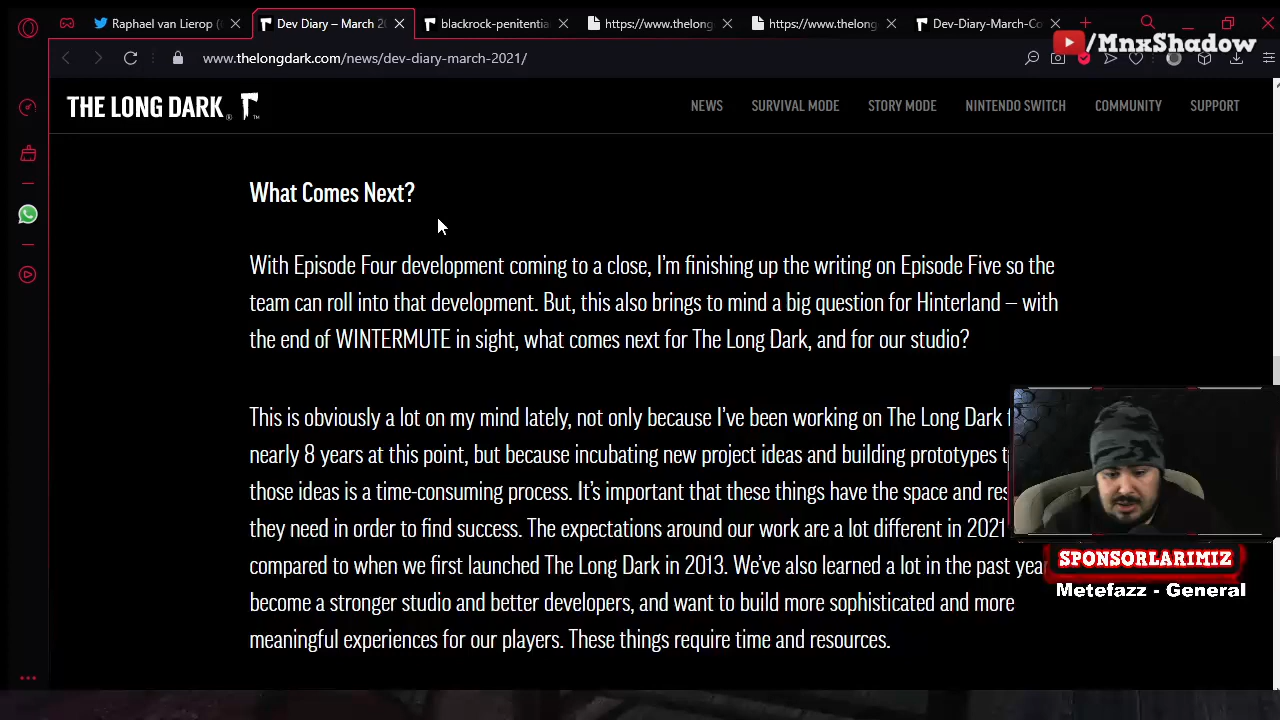 Raphael van Lierop (
Dev Diary – March 20
blackrock-penitentia
https://www.thelong
https://www.thelong
Dev-Diary-March-Co
/MnxShadow
www.thelongdark.com/news/dev-diary-march-2021/
THE LONG DARK
NEWS SURVIVAL MODE STORY MODE NINTENDO SWITCH COMMUNITY SUPPORT
What Comes Next?
With Episode Four development coming to a close, I'm finishing up the writing on Episode Five so the
team can roll into that development. But, this also brings to mind a big question for Hinterland – with
the end of WINTERMUTE in sight, what comes next for The Long Dark, and for our studio?
This is obviously a lot on my mind lately, not only because I've been working on The Long Dark
nearly 8 years at this point, but because incubating new project ideas and building prototypes
those ideas is a time-consuming process. It's important that these things have the space and
they need in order to find success. The expectations around our work are a lot different in 2021
compared to when we first launched The Long Dark in 2013. We've also learned a lot in the past
become a stronger studio and better developers, and want to build more sophisticated and more
meaningful experiences for our players. These things require time and resources.
SPONSORLARIMIZ
Metefazz - General